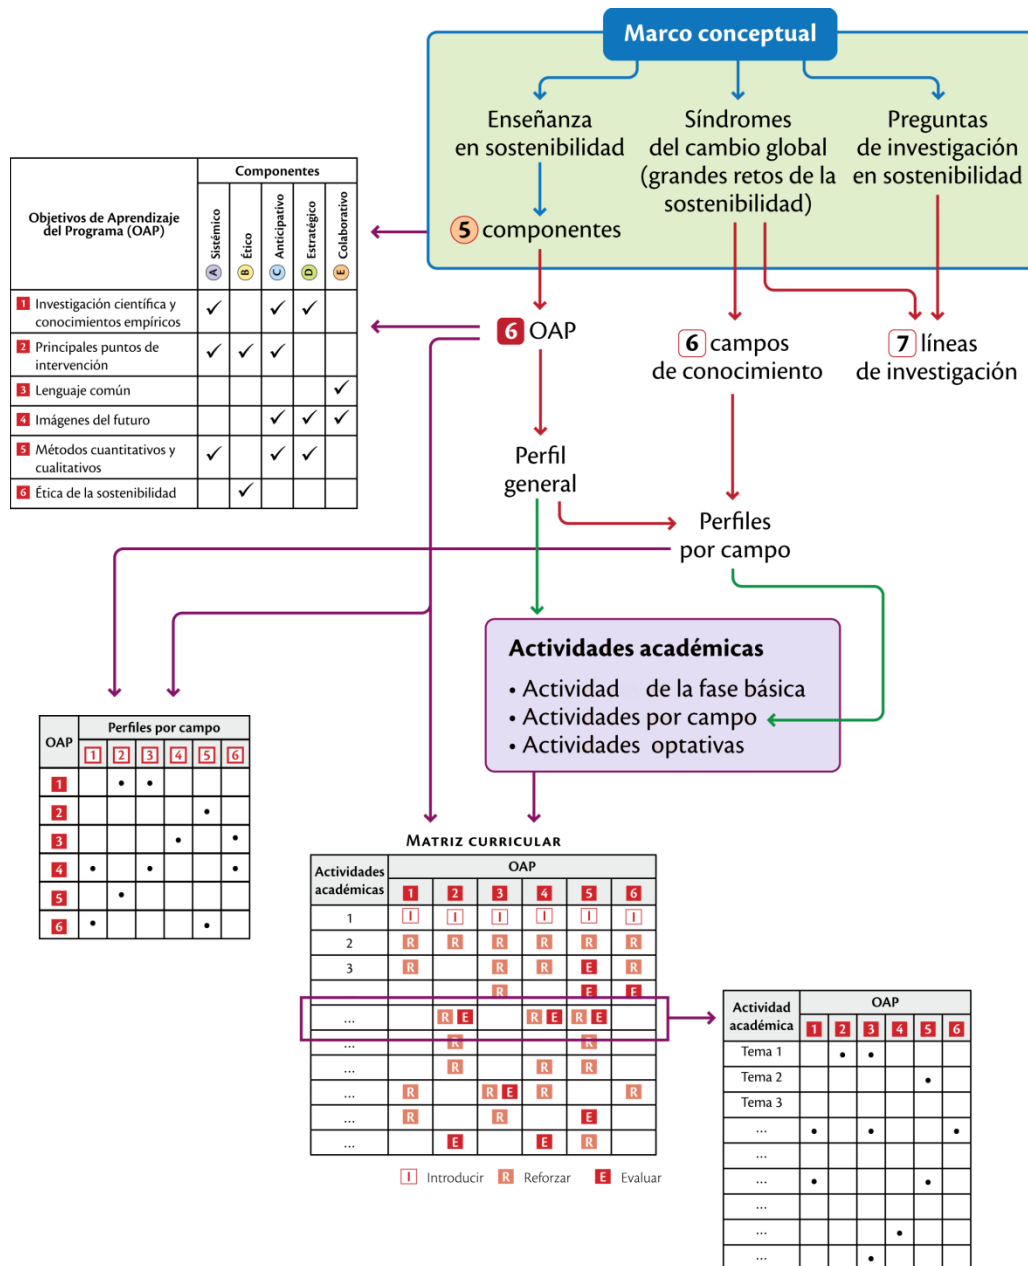 Marco conceptual
Enseñanza
en sostenibilidad
5 componentes
Síndromes
del cambio global
(grandes retos de la
sostenibilidad)
Preguntas
de investigación
en sostenibilidad
Objetivos de Aprendizaje
del Programa (OAP)
Componentes
A Sistémico
B Ético
C Anticipativo
D Estratégico
E Colaborativo
1 Investigación científica y
conocimientos empíricos
✓ ✓ ✓
2 Principales puntos de
intervención
✓ ✓ ✓
3 Lenguaje común
✓
4 Imágenes del futuro
✓ ✓ ✓
5 Métodos cuantitativos y
cualitativos
✓ ✓ ✓
6 Ética de la sostenibilidad
✓
6 OAP
6 campos
de conocimiento
7 líneas
de investigación
Perfil
general
Perfiles
por campo
Actividades académicas
• Actividad de la fase básica
• Actividades por campo
• Actividades optativas
OAP
Perfiles por campo
1 2 3 4 5 6
1 • •
2 •
3 • •
4 • • •
5 •
6 • •
MATRIZ CURRICULAR
Actividades
académicas
OAP
1 2 3 4 5 6
1 I I I I I I
2 R R R R R R
3 R R R E R
R E E
... R E R E R E
... R R
... R R R
... R R E R R
... R R E
... E E R
I Introducir R Reforzar E Evaluar
Actividad
académica
OAP
1 2 3 4 5 6
Tema 1 • •
Tema 2 •
Tema 3
... • • •
...
... • •
...
... •
... •